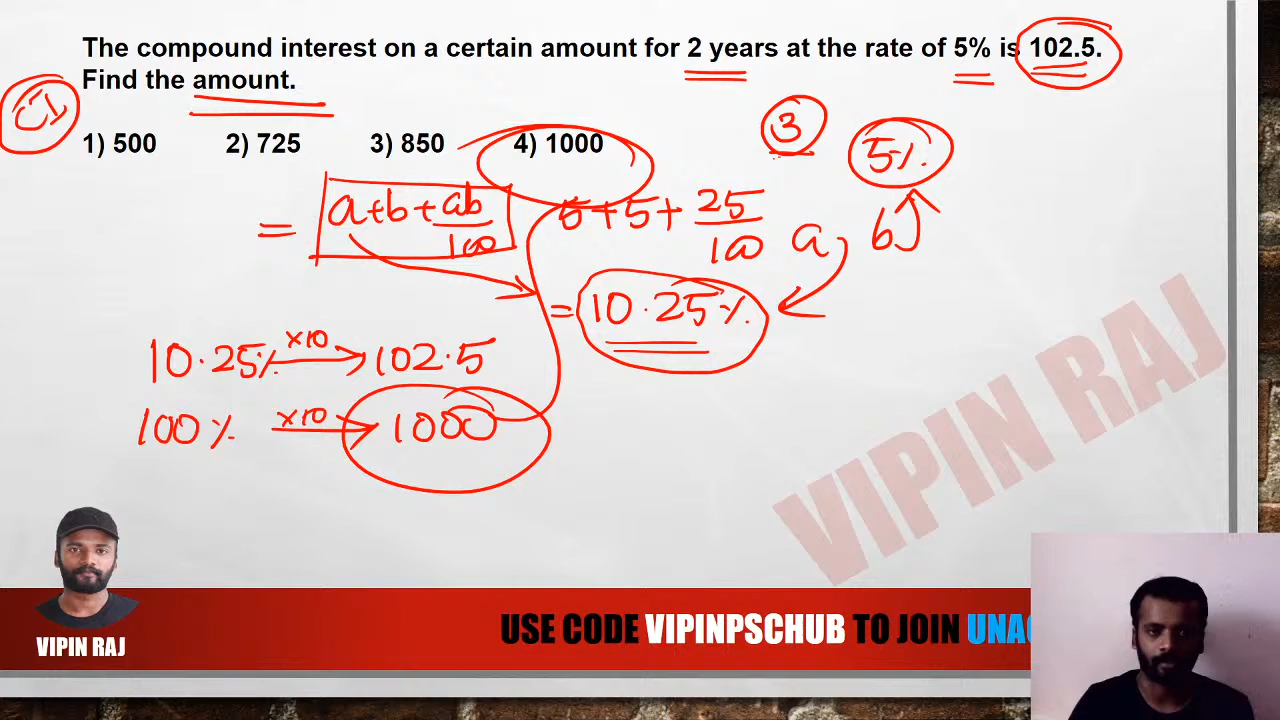 The compound interest on a certain amount for 2 years at the rate of 5% is 102.5.
Find the amount.
CI
1) 500 2) 725 3) 850 4) 1000
3
5%
= a+b+ab/100
5+5+25/100
a, b
= 10.25%
10.25% ×10 → 102.5
100% ×10 → 1000
VIPIN RAJ
VIPIN RAJ
USE CODE VIPINPSCHUB TO JOIN UNA